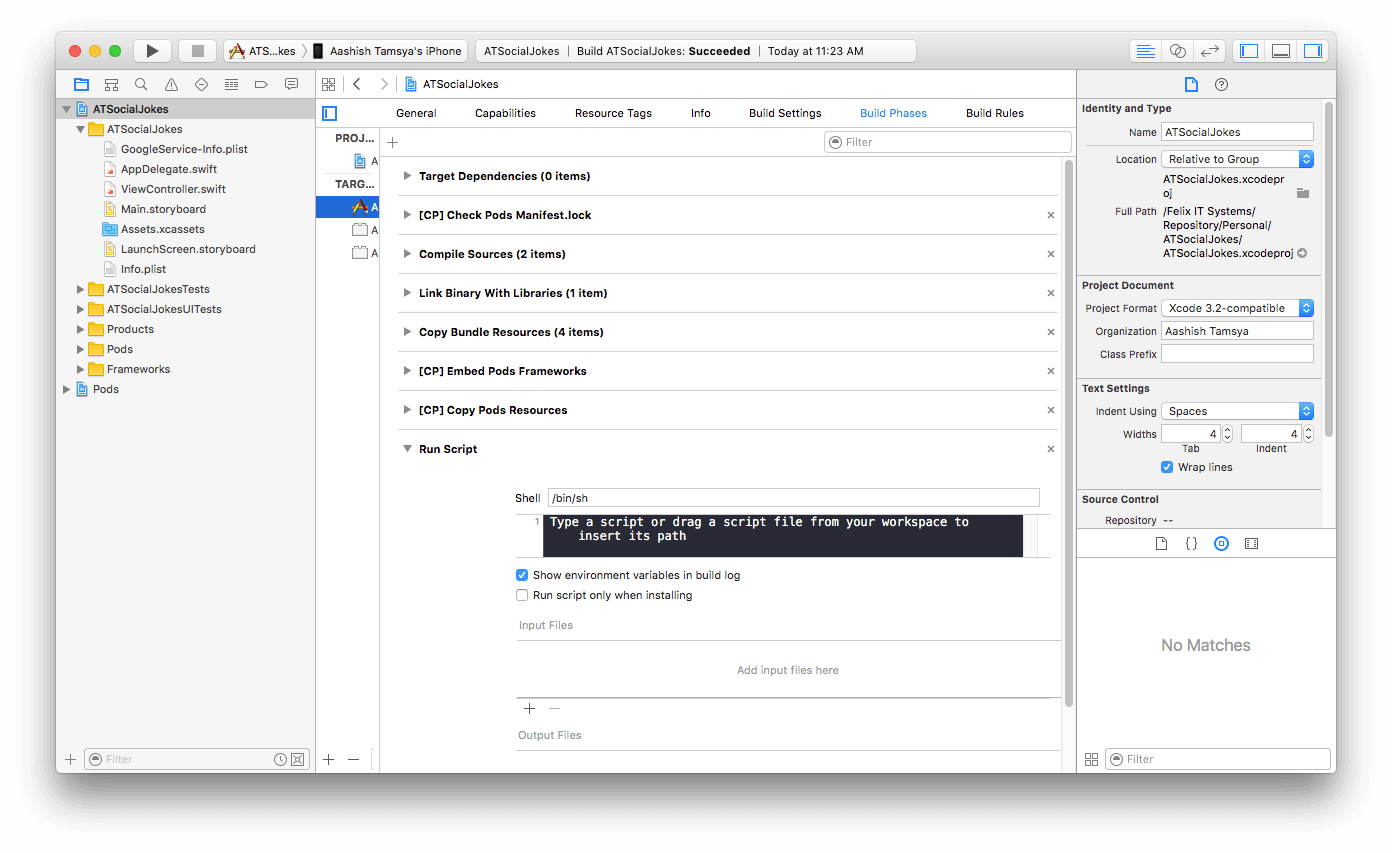 ATS...kes
Aashish Tamsya's iPhone
ATSocialJokes | Build ATSocialJokes: Succeeded | Today at 11:23 AM
ATSocialJokes
ATSocialJokes
GoogleService-Info.plist
AppDelegate.swift
ViewController.swift
Main.storyboard
Assets.xcassets
LaunchScreen.storyboard
Info.plist
ATSocialJokesTests
ATSocialJokesUITests
Products
Pods
Frameworks
Pods
Filter
ATSocialJokes
General Capabilities Resource Tags Info Build Settings Build Phases Build Rules
PROJ...
A
TARG...
A
A
A
Filter
Target Dependencies (0 items)
[CP] Check Pods Manifest.lock
Compile Sources (2 items)
Link Binary With Libraries (1 item)
Copy Bundle Resources (4 items)
[CP] Embed Pods Frameworks
[CP] Copy Pods Resources
Run Script
Shell /bin/sh
1 Type a script or drag a script file from your workspace to
insert its path
Show environment variables in build log
Run script only when installing
Input Files
Add input files here
Output Files
Identity and Type
Name ATSocialJokes
Location Relative to Group
ATSocialJokes.xcodepr
oj
Full Path /Felix IT Systems/
Repository/Personal/
ATSocialJokes/
ATSocialJokes.xcodeproj
Project Document
Project Format Xcode 3.2-compatible
Organization Aashish Tamsya
Class Prefix
Text Settings
Indent Using Spaces
Widths 4 4
Tab Indent
Wrap lines
Source Control
Repository --
No Matches
Filter